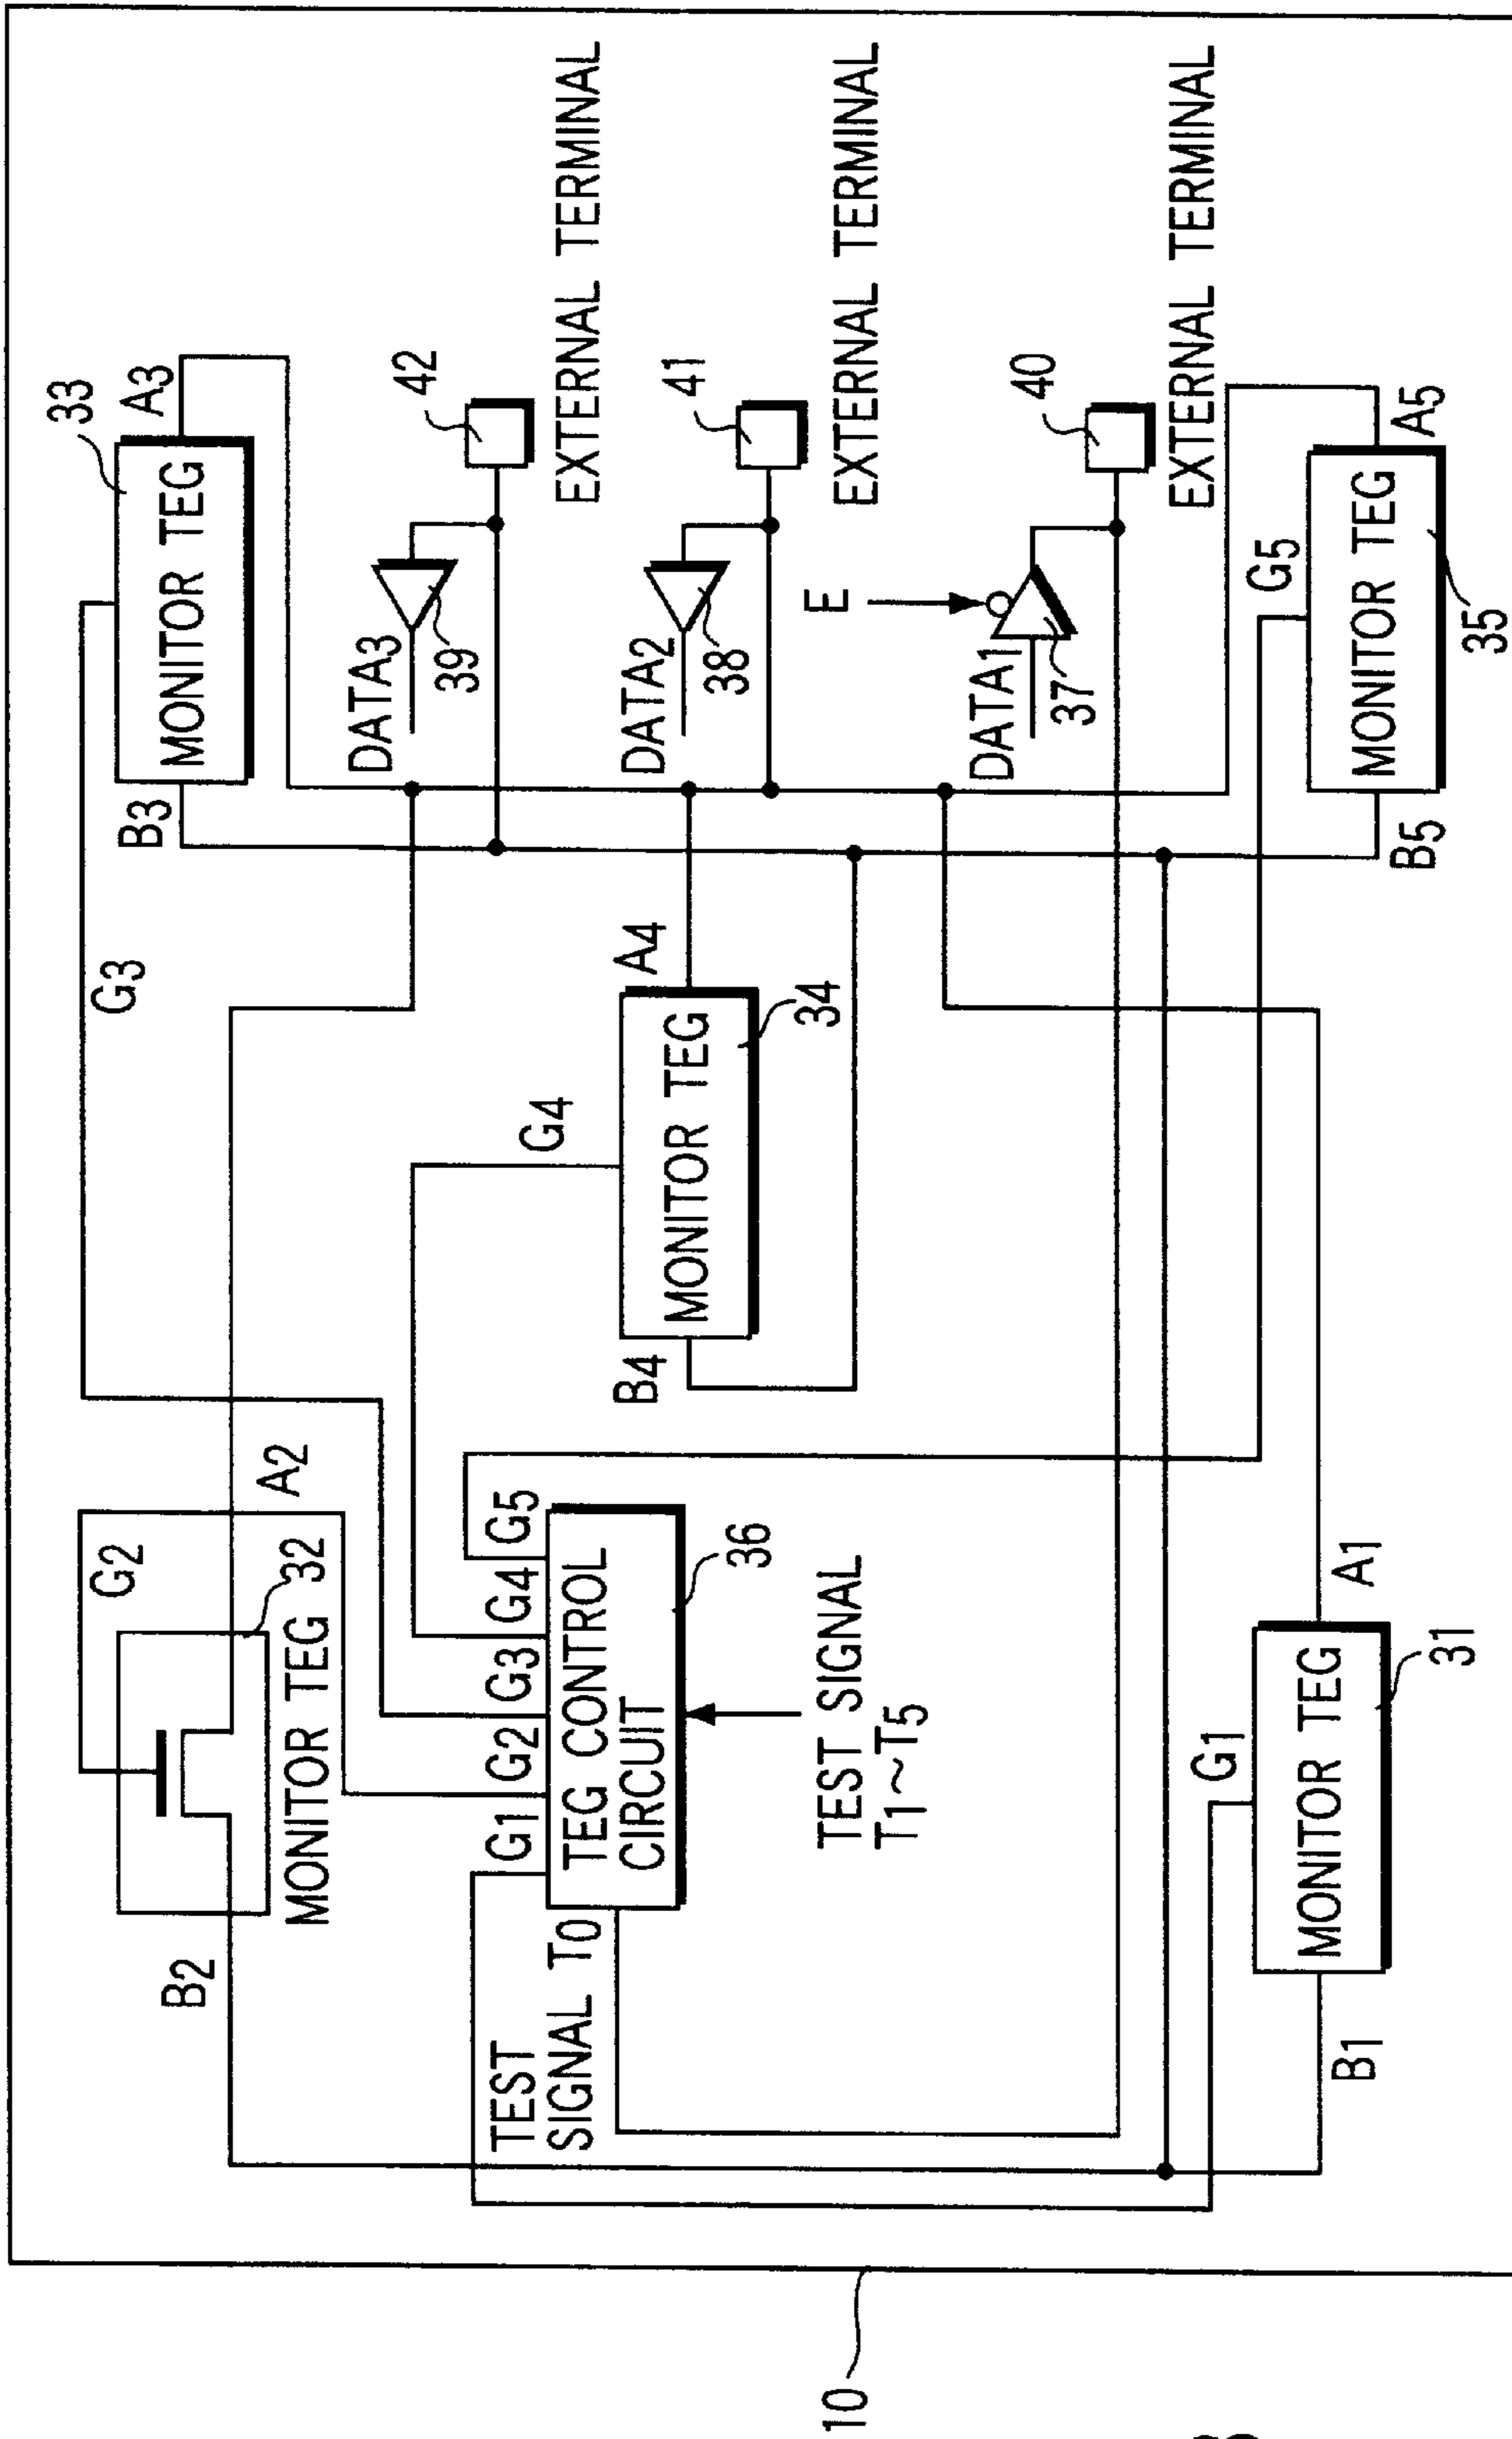 G2
32
MONITOR TEG
B2
A2
G3
33
MONITOR TEG
A3
B3
42
EXTERNAL TERMINAL
DATA3
39
41
EXTERNAL TERMINAL
DATA2
38
E
40
EXTERNAL TERMINAL
DATA1
37
G4
A4
MONITOR TEG
34
B4
G1 G2 G3 G4 G5
TEG CONTROL
CIRCUIT
36
TEST
SIGNAL T0
TEST SIGNAL
T1~T5
G1
MONITOR TEG
31
A1
B1
G5
MONITOR TEG
35
A5
B5
10